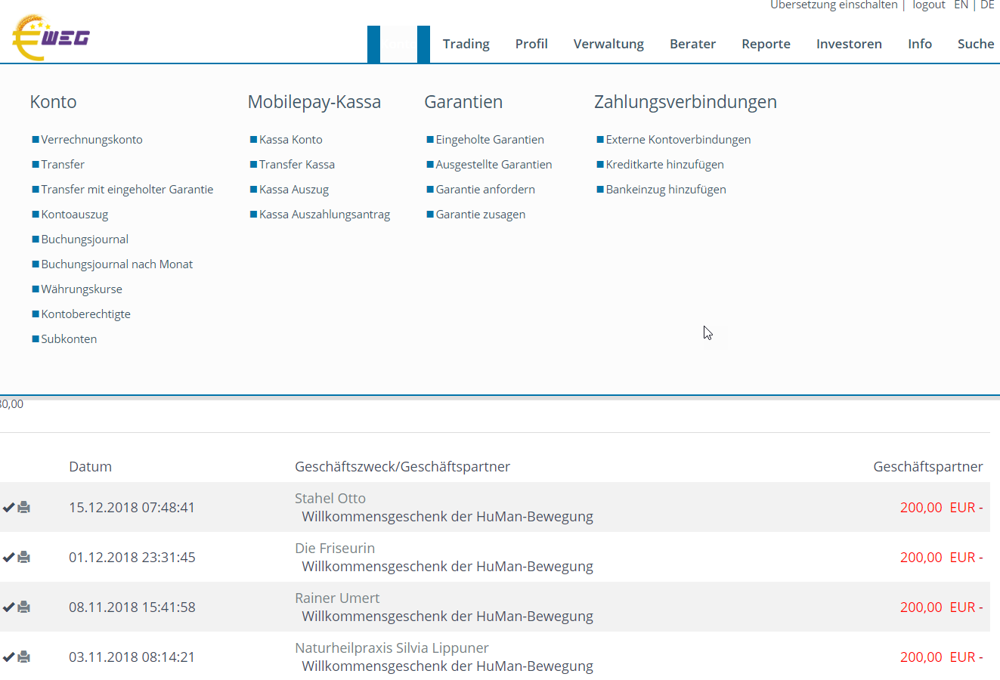 Übersetzung einschalten | logout EN | DE
€WEG
Trading Profil Verwaltung Berater Reporte Investoren Info Suche
Konto
Verrechnungskonto
Transfer
Transfer mit eingeholter Garantie
Kontoauszug
Buchungsjournal
Buchungsjournal nach Monat
Währungskurse
Kontoberechtigte
Subkonten
Mobilepay-Kassa
Kassa Konto
Transfer Kassa
Kassa Auszug
Kassa Auszahlungsantrag
Garantien
Eingeholte Garantien
Ausgestellte Garantien
Garantie anfordern
Garantie zusagen
Zahlungsverbindungen
Externe Kontoverbindungen
Kreditkarte hinzufügen
Bankeinzug hinzufügen
30,00
Datum Geschäftszweck/Geschäftspartner Geschäftspartner
Stahel Otto
15.12.2018 07:48:41 Willkommensgeschenk der HuMan-Bewegung 200,00 EUR -
Die Friseurin
01.12.2018 23:31:45 Willkommensgeschenk der HuMan-Bewegung 200,00 EUR -
Rainer Umert
08.11.2018 15:41:58 Willkommensgeschenk der HuMan-Bewegung 200,00 EUR -
Naturheilpraxis Silvia Lippuner
03.11.2018 08:14:21 Willkommensgeschenk der HuMan-Bewegung 200,00 EUR -